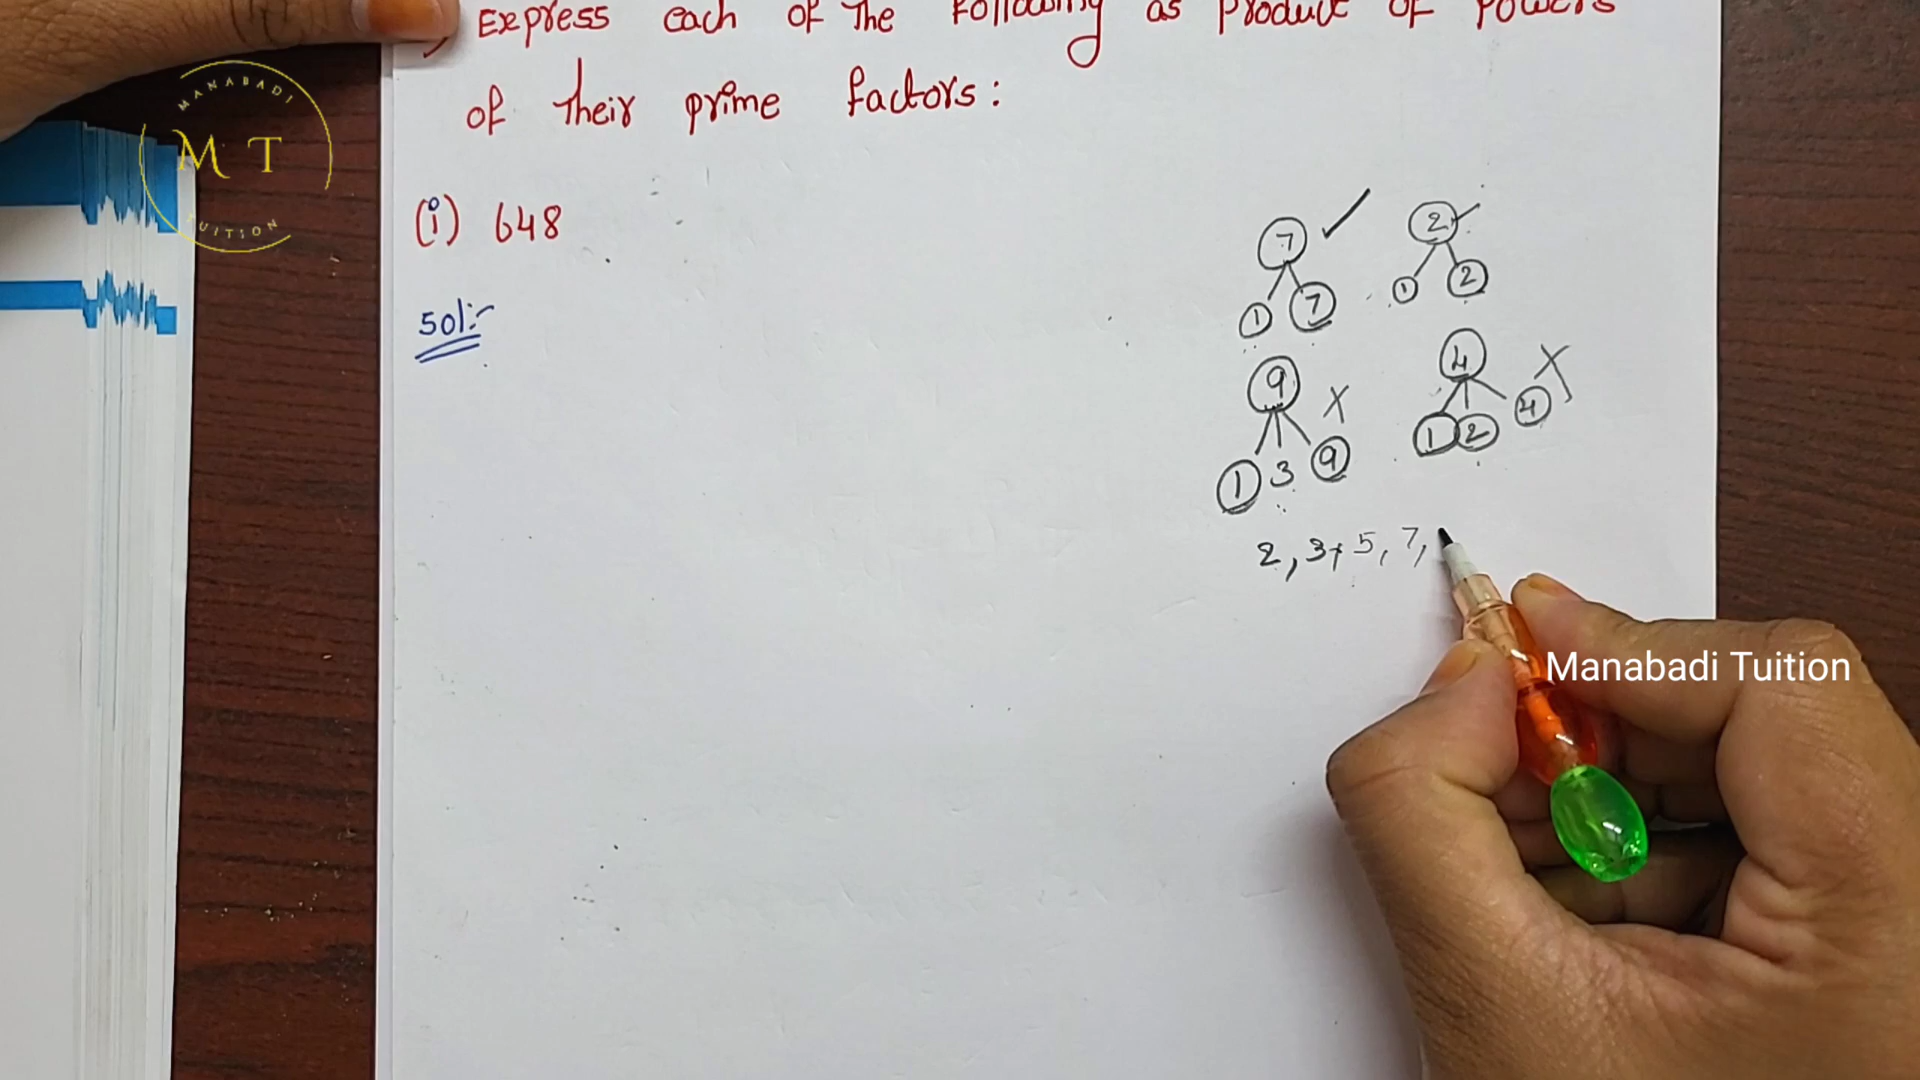 Express each of The Following as Product of Powers
of Their prime factors:
(i) 648
Sol:-
7
1 7
2
1 2
9
1 3 9
4
1 2 4
2, 3, 5, 7,
MANABADI
M T
TUITION
Manabadi Tuition